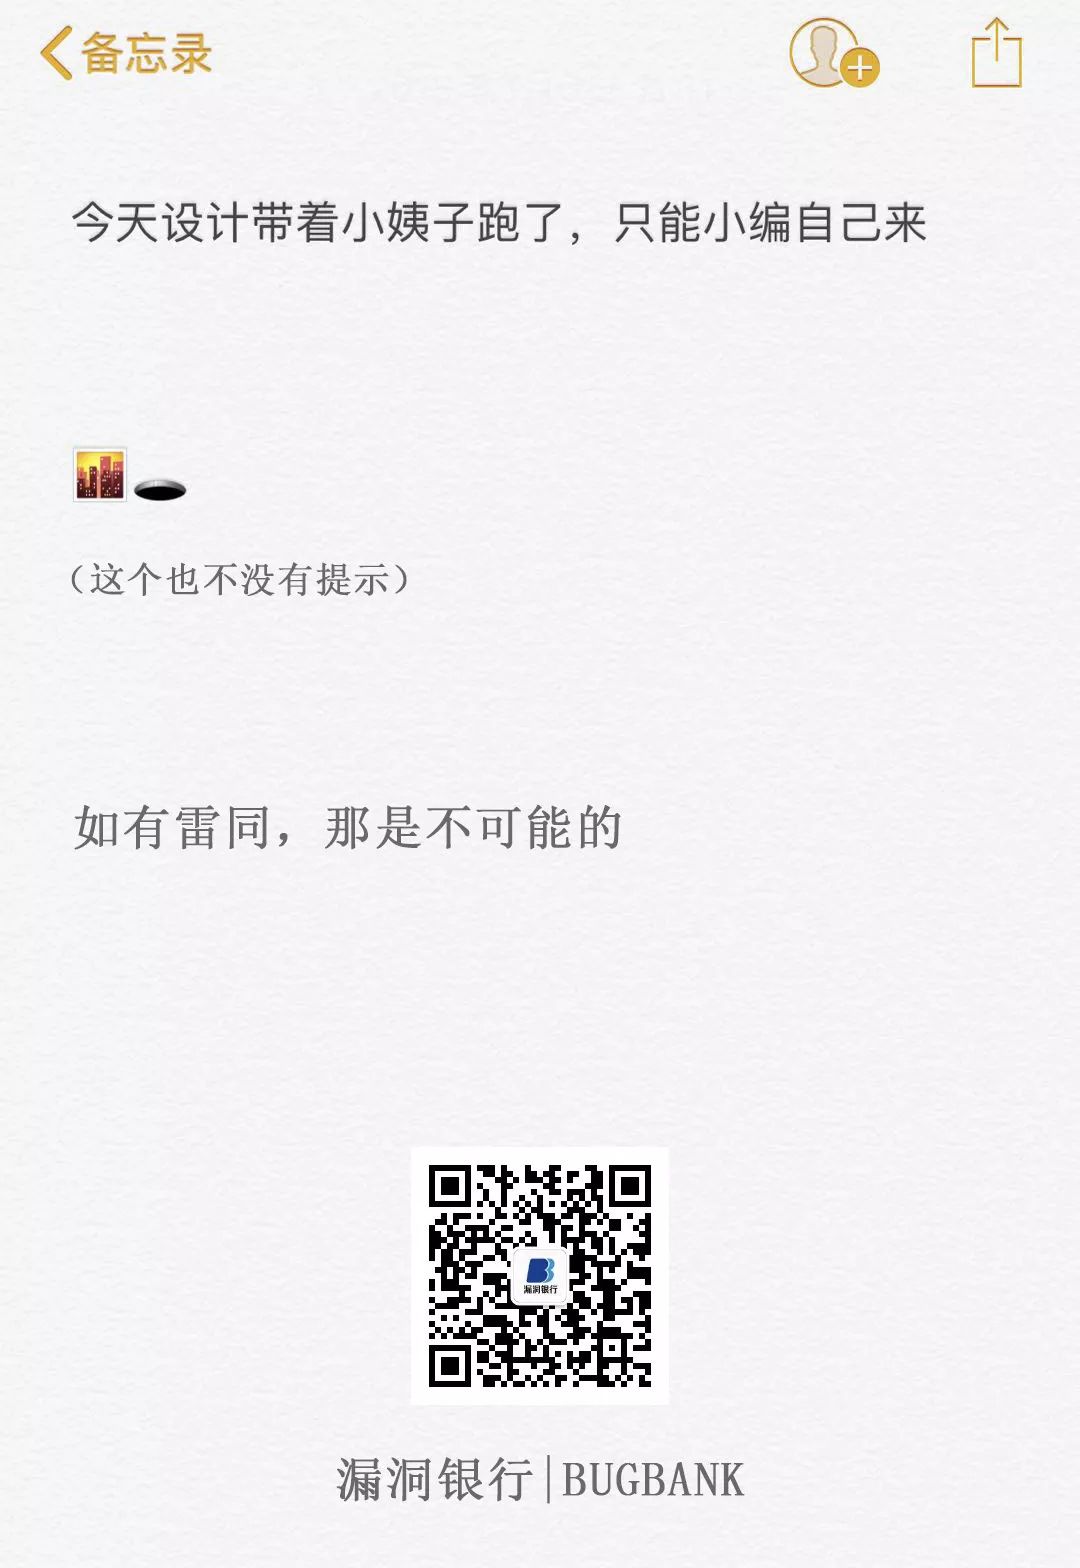 备忘录
今天设计带着小姨子跑了，只能小编自己来
（这个也不没有提示）
如有雷同，那是不可能的
漏洞银行
漏洞银行|BUGBANK